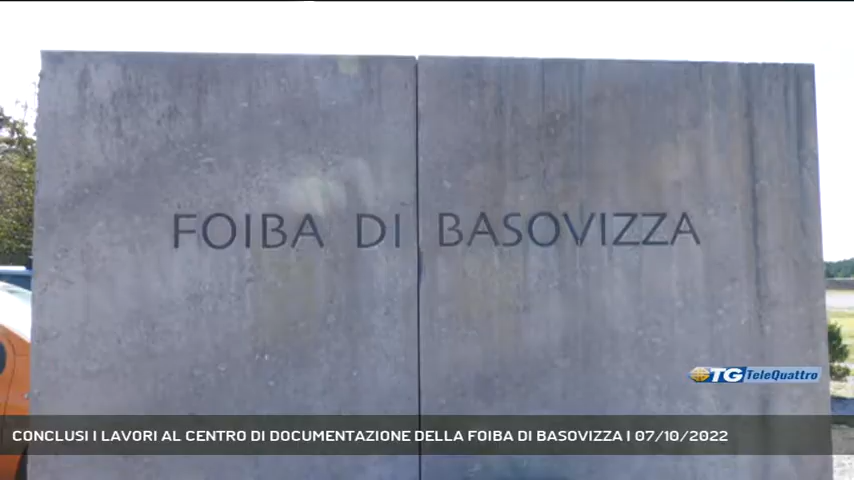 FOIBA DI BASOVIZZA
TG TeleQuattro
CONCLUSI I LAVORI AL CENTRO DI DOCUMENTAZIONE DELLA FOIBA DI BASOVIZZA | 07/10/2022